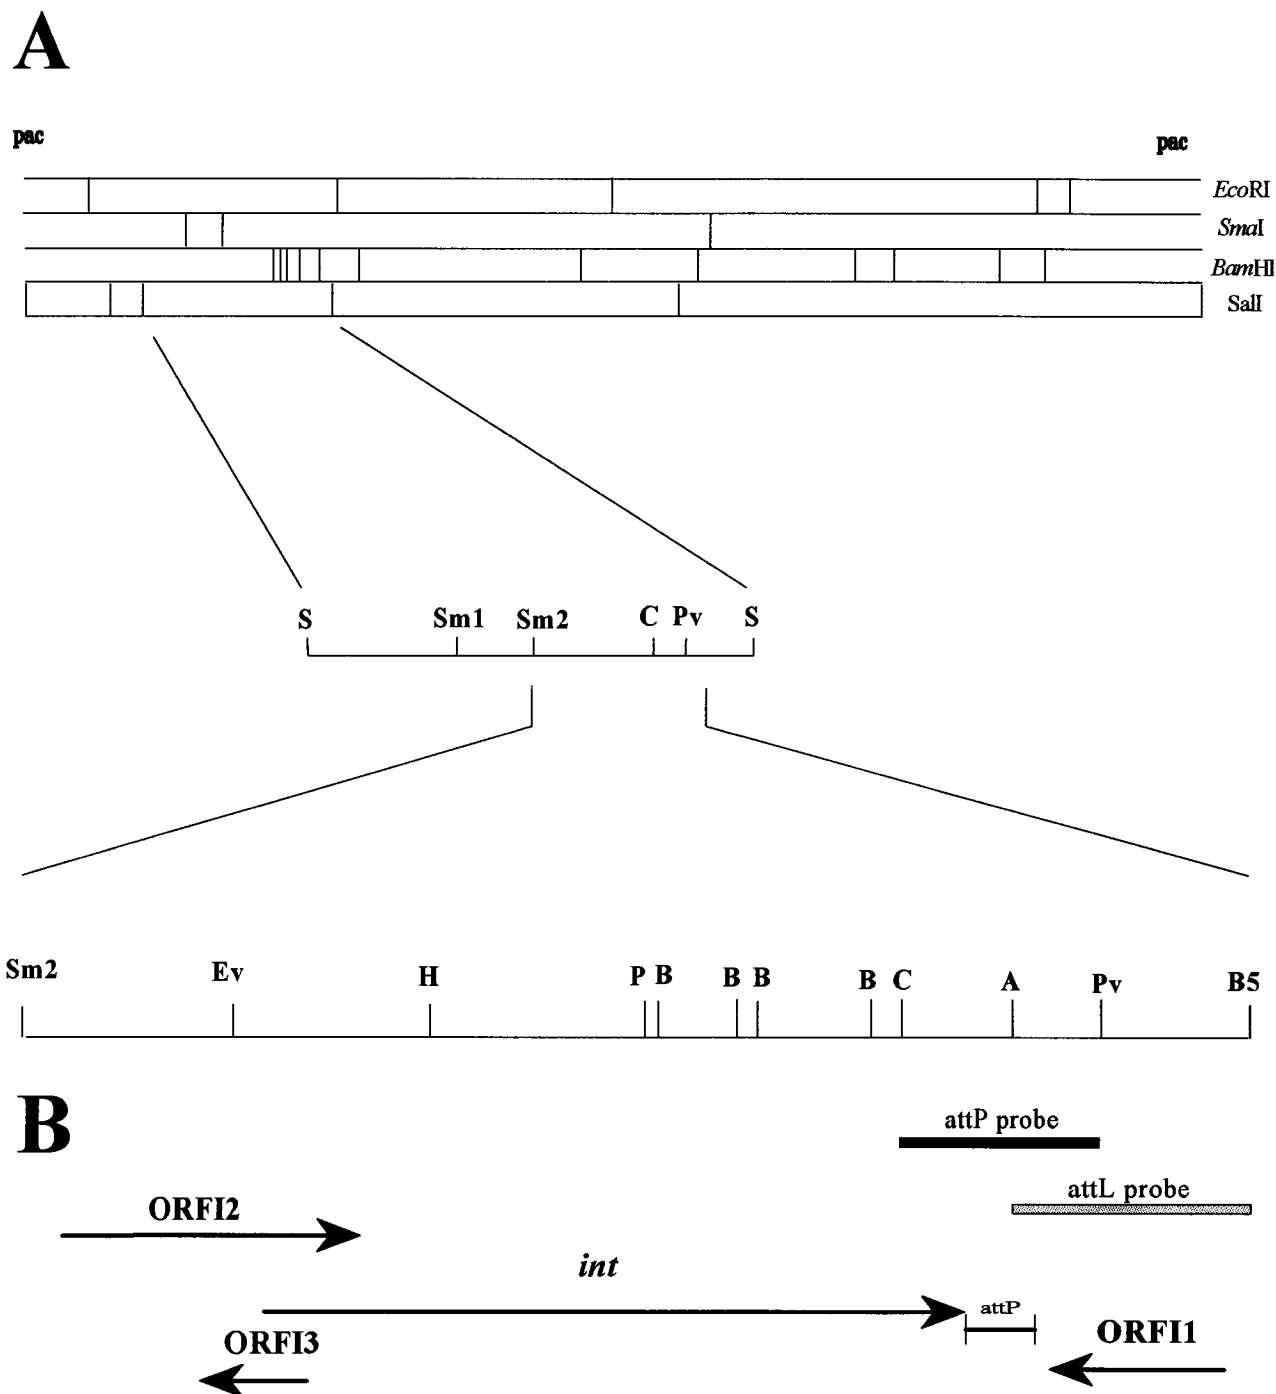 A
pac pac
EcoRI
SmaI
BamHI
SalI
S Sm1 Sm2 C Pv S
Sm2 Ev H P B B B B C A Pv B5
B
attP probe
attL probe
ORFI2
int
attP
ORFI3 ORFI1